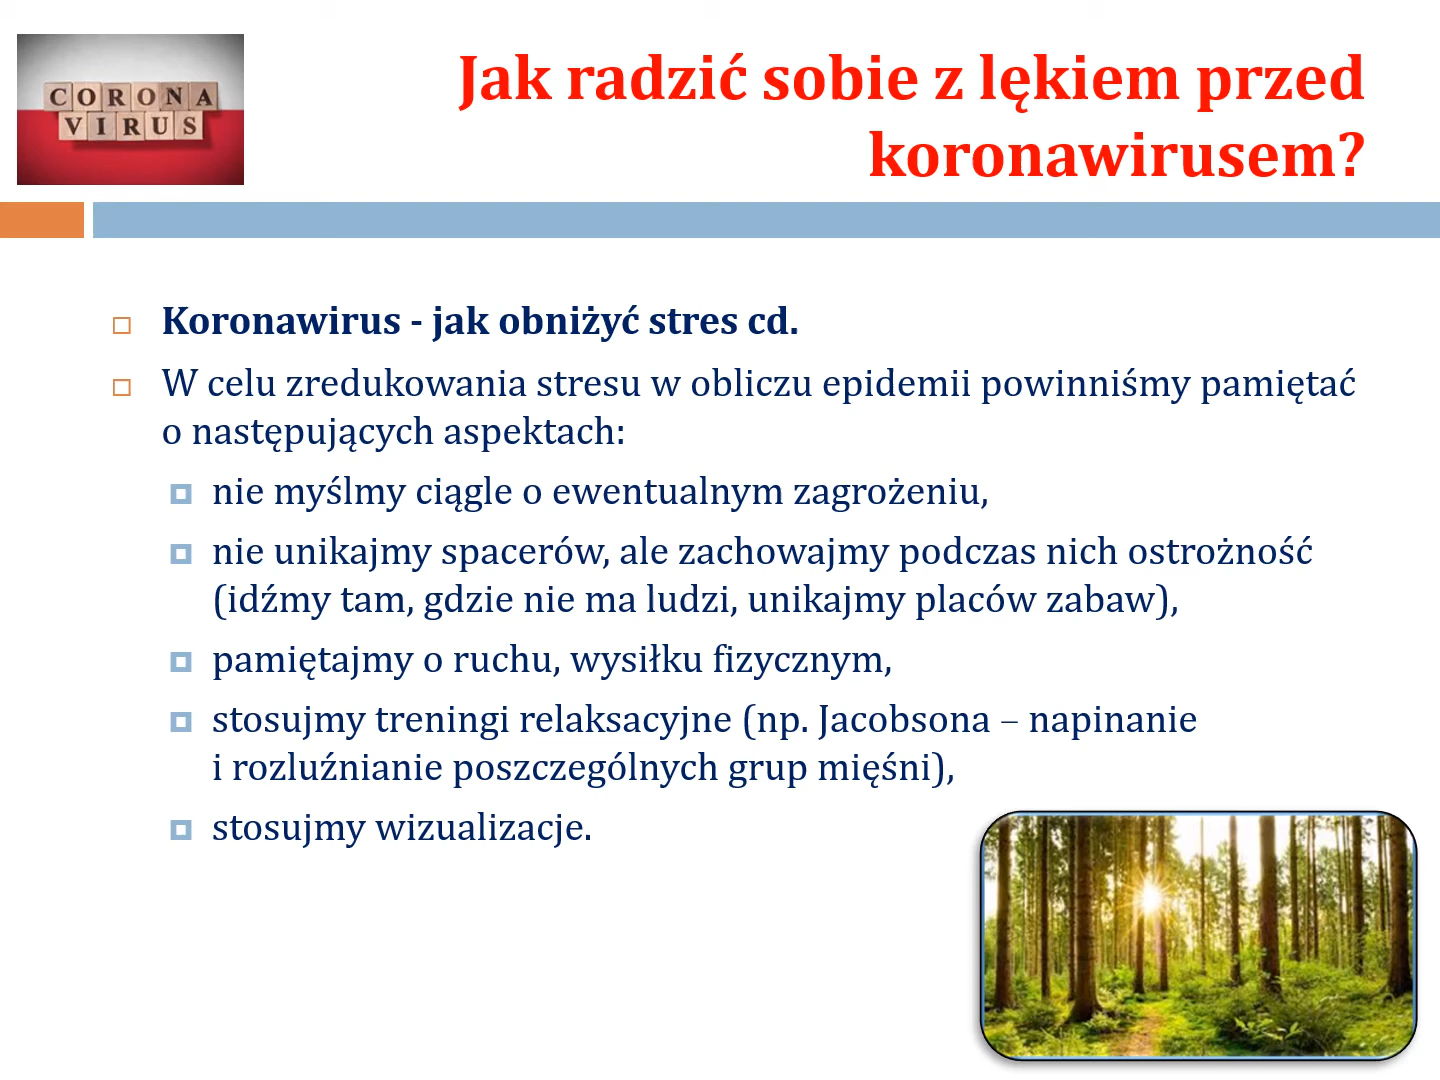 CORONA
VIRUS
Jak radzić sobie z lękiem przed
koronawirusem?
Koronawirus - jak obniżyć stres cd.
W celu zredukowania stresu w obliczu epidemii powinniśmy pamiętać
o następujących aspektach:
nie myślmy ciągle o ewentualnym zagrożeniu,
nie unikajmy spacerów, ale zachowajmy podczas nich ostrożność
(idźmy tam, gdzie nie ma ludzi, unikajmy placów zabaw),
pamiętajmy o ruchu, wysiłku fizycznym,
stosujmy treningi relaksacyjne (np. Jacobsona – napinanie
i rozluźnianie poszczególnych grup mięśni),
stosujmy wizualizacje.